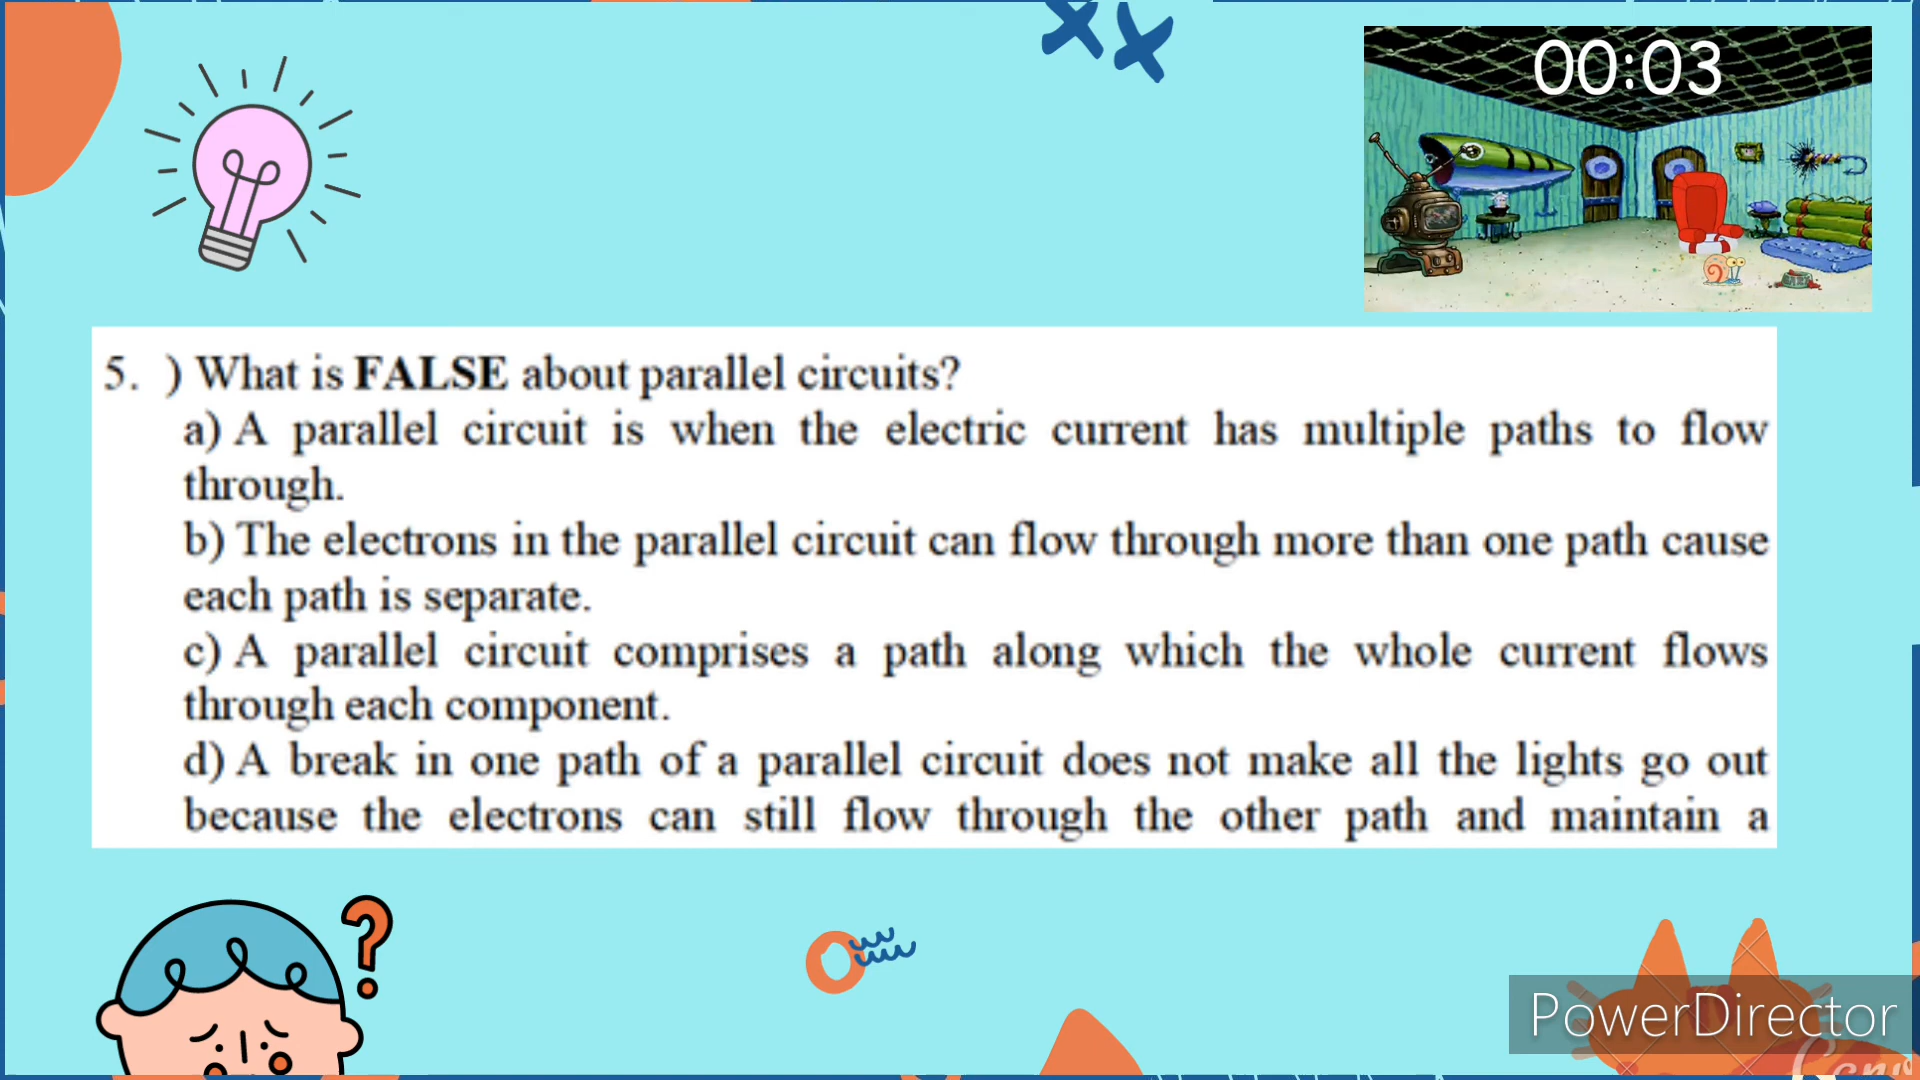 00:03
5. ) What is FALSE about parallel circuits?
a) A parallel circuit is when the electric current has multiple paths to flow
through.
b) The electrons in the parallel circuit can flow through more than one path cause
each path is separate.
c) A parallel circuit comprises a path along which the whole current flows
through each component.
d) A break in one path of a parallel circuit does not make all the lights go out
because the electrons can still flow through the other path and maintain a
PowerDirector